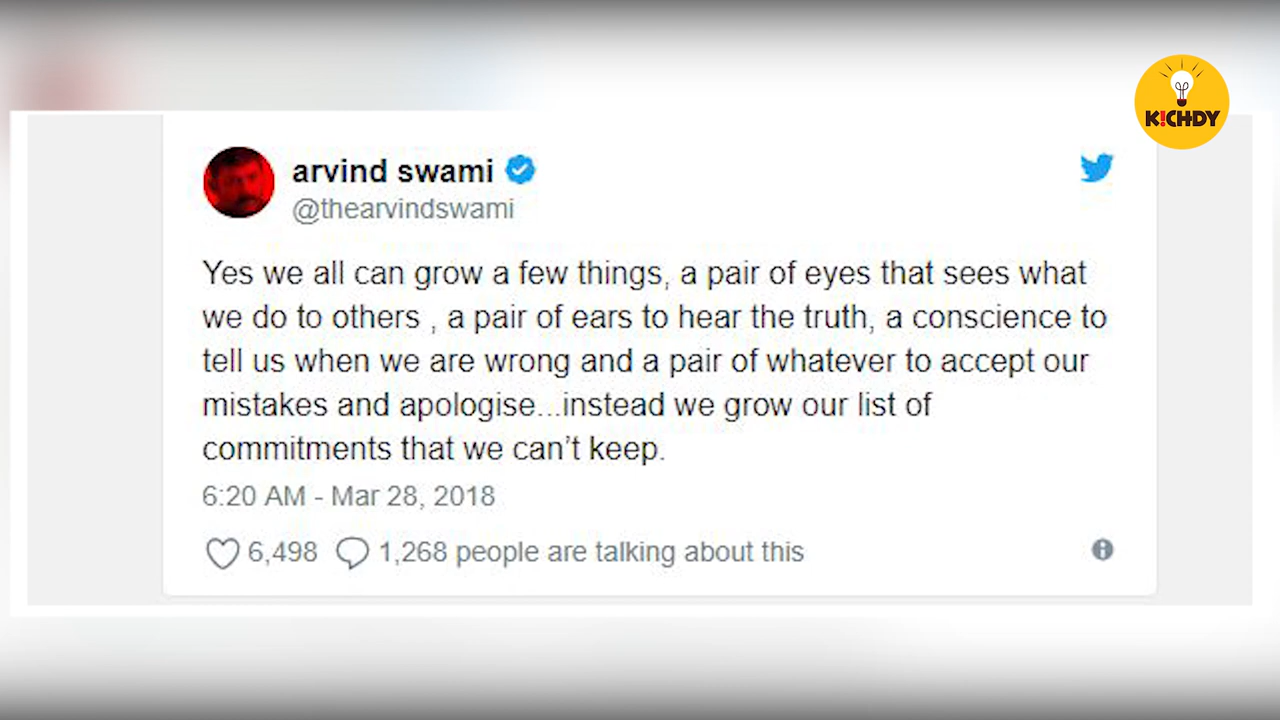 K!CHDY
arvind swami
@thearvindswami
Yes we all can grow a few things, a pair of eyes that sees what
we do to others , a pair of ears to hear the truth, a conscience to
tell us when we are wrong and a pair of whatever to accept our
mistakes and apologise...instead we grow our list of
commitments that we can’t keep.
6:20 AM - Mar 28, 2018
6,498 1,268 people are talking about this